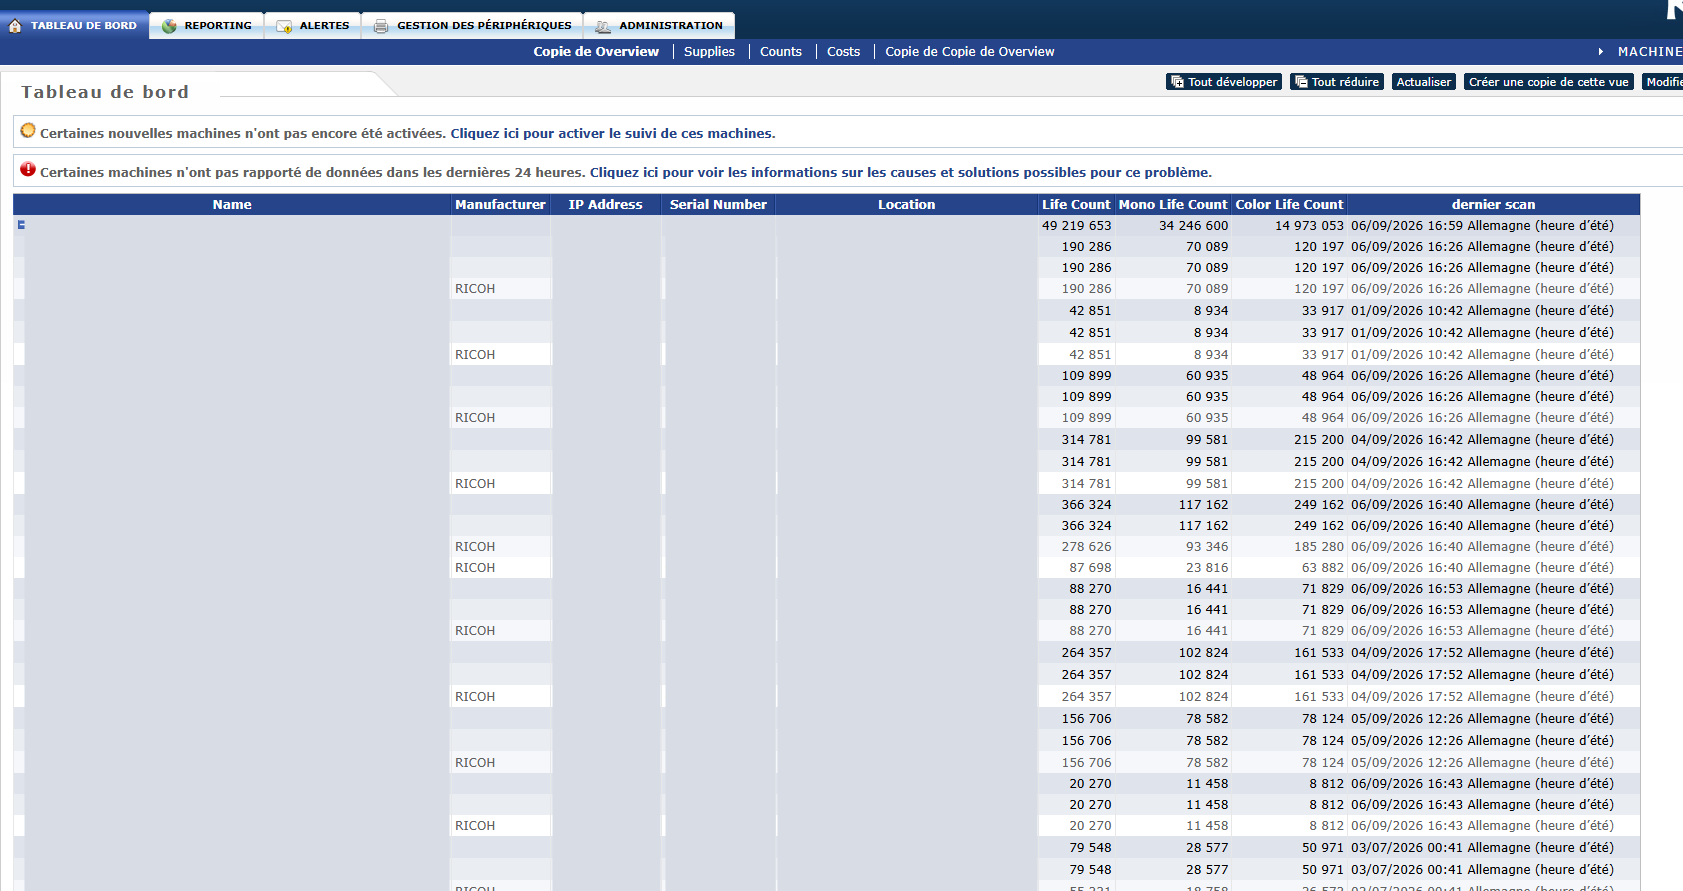 TABLEAU DE BORD REPORTING ALERTES GESTION DES PÉRIPHÉRIQUES ADMINISTRATION
Copie de Overview Supplies Counts Costs Copie de Copie de Overview MACHINE
Tout développer Tout réduire Actualiser Créer une copie de cette vue Modifie
Tableau de bord
Certaines nouvelles machines n'ont pas encore été activées. Cliquez ici pour activer le suivi de ces machines.
Certaines machines n'ont pas rapporté de données dans les dernières 24 heures. Cliquez ici pour voir les informations sur les causes et solutions possibles pour ce problème.
Name Manufacturer IP Address Serial Number Location Life Count Mono Life Count Color Life Count dernier scan
49 219 653 34 246 600 14 973 053 06/09/2026 16:59 Allemagne (heure d’été)
190 286 70 089 120 197 06/09/2026 16:26 Allemagne (heure d’été)
190 286 70 089 120 197 06/09/2026 16:26 Allemagne (heure d’été)
RICOH 190 286 70 089 120 197 06/09/2026 16:26 Allemagne (heure d’été)
42 851 8 934 33 917 01/09/2026 10:42 Allemagne (heure d’été)
42 851 8 934 33 917 01/09/2026 10:42 Allemagne (heure d’été)
RICOH 42 851 8 934 33 917 01/09/2026 10:42 Allemagne (heure d’été)
109 899 60 935 48 964 06/09/2026 16:26 Allemagne (heure d’été)
109 899 60 935 48 964 06/09/2026 16:26 Allemagne (heure d’été)
RICOH 109 899 60 935 48 964 06/09/2026 16:26 Allemagne (heure d’été)
314 781 99 581 215 200 04/09/2026 16:42 Allemagne (heure d’été)
314 781 99 581 215 200 04/09/2026 16:42 Allemagne (heure d’été)
RICOH 314 781 99 581 215 200 04/09/2026 16:42 Allemagne (heure d’été)
366 324 117 162 249 162 06/09/2026 16:40 Allemagne (heure d’été)
366 324 117 162 249 162 06/09/2026 16:40 Allemagne (heure d’été)
RICOH 278 626 93 346 185 280 06/09/2026 16:40 Allemagne (heure d’été)
RICOH 87 698 23 816 63 882 06/09/2026 16:40 Allemagne (heure d’été)
88 270 16 441 71 829 06/09/2026 16:53 Allemagne (heure d’été)
88 270 16 441 71 829 06/09/2026 16:53 Allemagne (heure d’été)
RICOH 88 270 16 441 71 829 06/09/2026 16:53 Allemagne (heure d’été)
264 357 102 824 161 533 04/09/2026 17:52 Allemagne (heure d’été)
264 357 102 824 161 533 04/09/2026 17:52 Allemagne (heure d’été)
RICOH 264 357 102 824 161 533 04/09/2026 17:52 Allemagne (heure d’été)
156 706 78 582 78 124 05/09/2026 12:26 Allemagne (heure d’été)
156 706 78 582 78 124 05/09/2026 12:26 Allemagne (heure d’été)
RICOH 156 706 78 582 78 124 05/09/2026 12:26 Allemagne (heure d’été)
20 270 11 458 8 812 06/09/2026 16:43 Allemagne (heure d’été)
20 270 11 458 8 812 06/09/2026 16:43 Allemagne (heure d’été)
RICOH 20 270 11 458 8 812 06/09/2026 16:43 Allemagne (heure d’été)
79 548 28 577 50 971 03/07/2026 00:41 Allemagne (heure d’été)
79 548 28 577 50 971 03/07/2026 00:41 Allemagne (heure d’été)
RICOH